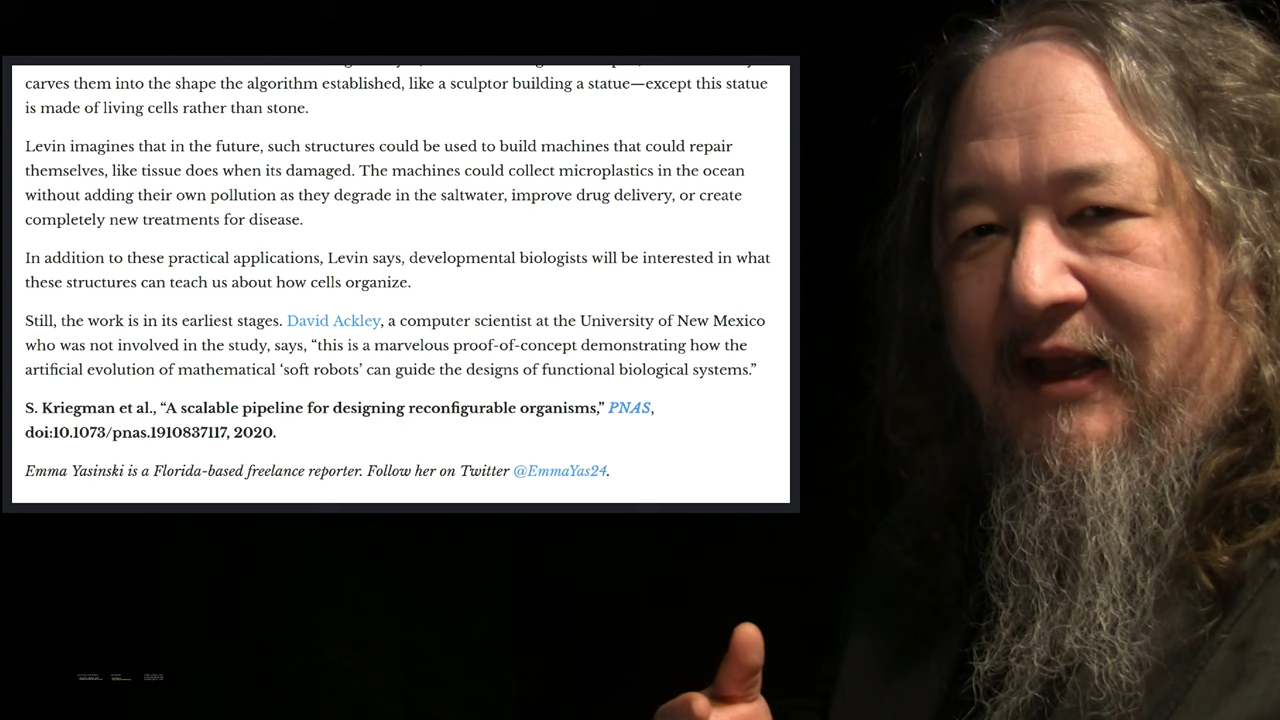 carves them into the shape the algorithm established, like a sculptor building a statue—except this statue
is made of living cells rather than stone.
Levin imagines that in the future, such structures could be used to build machines that could repair
themselves, like tissue does when its damaged. The machines could collect microplastics in the ocean
without adding their own pollution as they degrade in the saltwater, improve drug delivery, or create
completely new treatments for disease.
In addition to these practical applications, Levin says, developmental biologists will be interested in what
these structures can teach us about how cells organize.
Still, the work is in its earliest stages. David Ackley, a computer scientist at the University of New Mexico
who was not involved in the study, says, “this is a marvelous proof-of-concept demonstrating how the
artificial evolution of mathematical ‘soft robots’ can guide the designs of functional biological systems.”
S. Kriegman et al., “A scalable pipeline for designing reconfigurable organisms,” PNAS,
doi:10.1073/pnas.1910837117, 2020.
Emma Yasinski is a Florida-based freelance reporter. Follow her on Twitter @EmmaYas24.